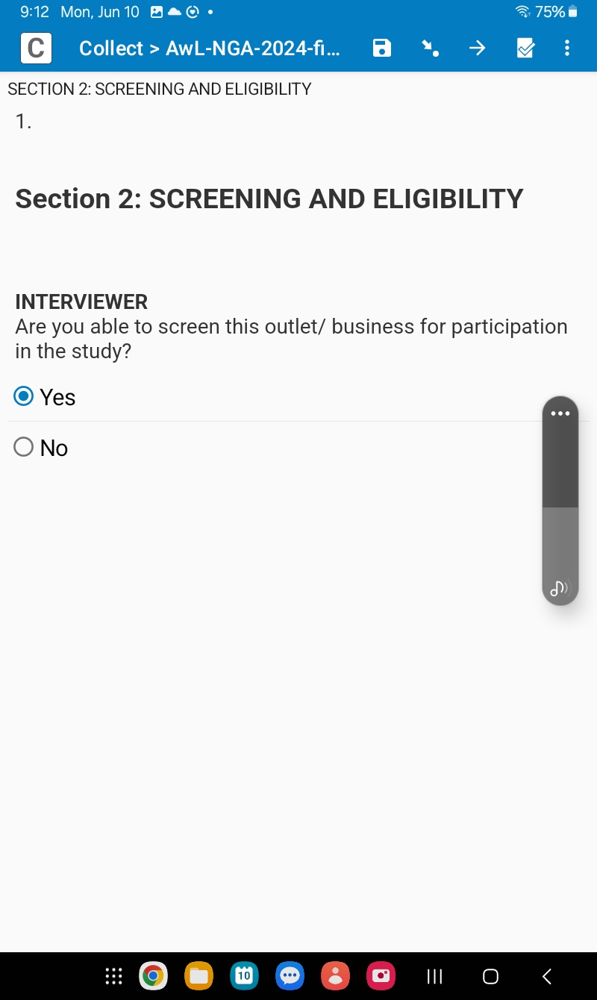 9:12 Mon, Jun 10 75%
C Collect > AwL-NGA-2024-fi...
SECTION 2: SCREENING AND ELIGIBILITY
1.
Section 2: SCREENING AND ELIGIBILITY
INTERVIEWER
Are you able to screen this outlet/ business for participation
in the study?
Yes
No
10